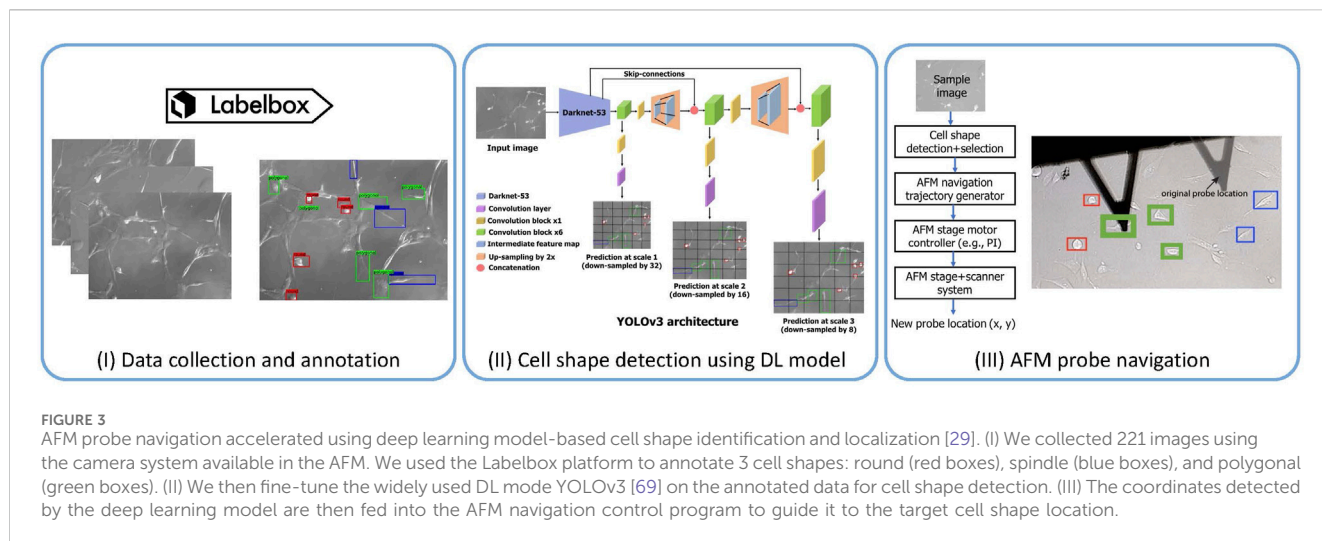 Labelbox
(I) Data collection and annotation
Skip-connections
Darknet-53
Input image
Darknet-53
Convolution layer
Convolution block x1
Convolution block x6
Intermediate feature map
Up-sampling by 2x
Concatenation
Prediction at scale 1
(down-sampled by 32)
Prediction at scale 2
(down-sampled by 16)
Prediction at scale 3
(down-sampled by 8)
YOLOv3 architecture
(II) Cell shape detection using DL model
Sample
image
Cell shape
detection+selection
AFM navigation
trajectory generator
AFM stage motor
controller (e.g., PI)
AFM stage+scanner
system
New probe location (x, y)
original probe location
(III) AFM probe navigation
FIGURE 3
AFM probe navigation accelerated using deep learning model-based cell shape identification and localization [29]. (I) We collected 221 images using
the camera system available in the AFM. We used the Labelbox platform to annotate 3 cell shapes: round (red boxes), spindle (blue boxes), and polygonal
(green boxes). (II) We then fine-tune the widely used DL mode YOLOv3 [69] on the annotated data for cell shape detection. (III) The coordinates detected
by the deep learning model are then fed into the AFM navigation control program to guide it to the target cell shape location.